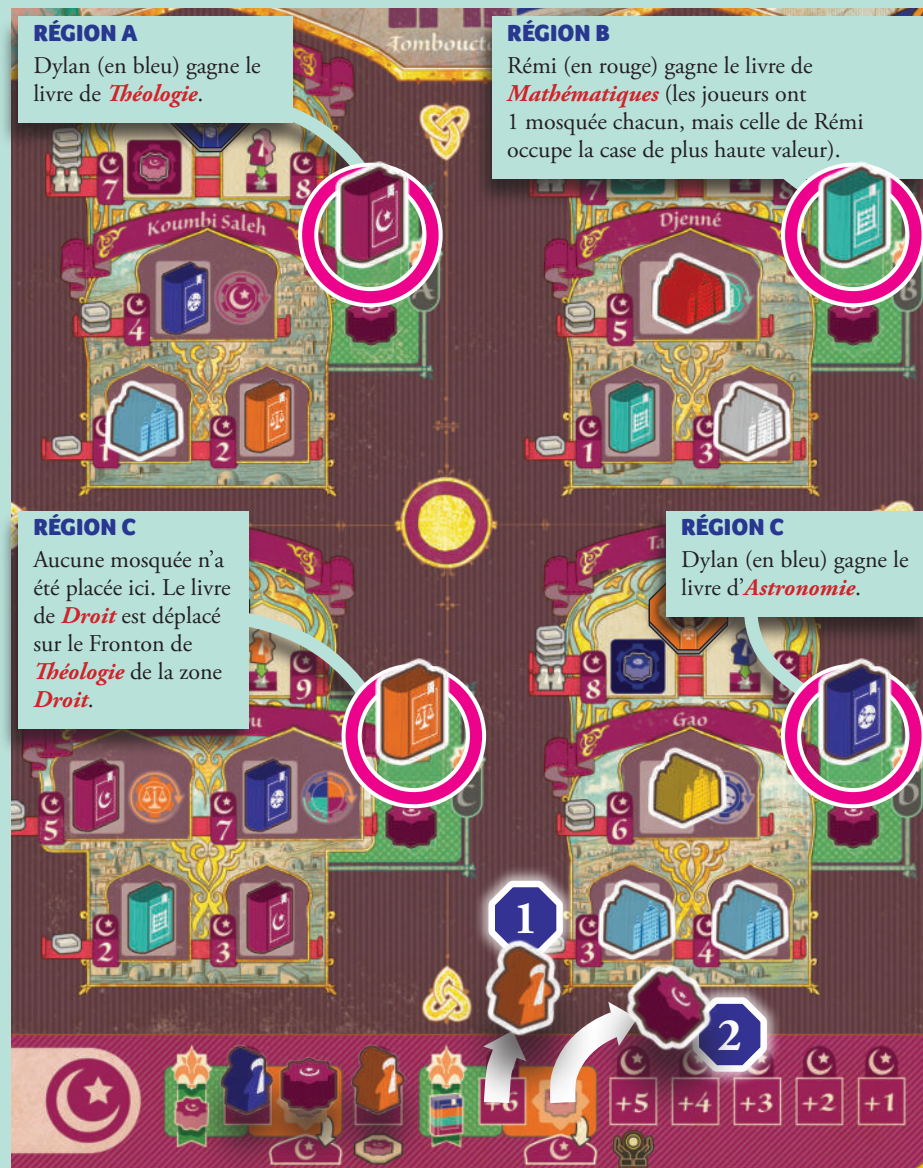 RÉGION A
Dylan (en bleu) gagne le
livre de Théologie.
Tombouct
RÉGION B
Rémi (en rouge) gagne le livre de
Mathématiques (les joueurs ont
1 mosquée chacun, mais celle de Rémi
occupe la case de plus haute valeur).
7
8
7
8
Koumbi Saleh
A
4
1
2
Djenné
B
5
1
3
RÉGION C
Aucune mosquée n'a
été placée ici. Le livre
de Droit est déplacé
sur le Fronton de
Théologie de la zone
Droit.
9
u
C
5
7
2
3
RÉGION C
Dylan (en bleu) gagne le
livre d'Astronomie.
Ta
8
9
Gao
D
6
3
4
1
2
+6
+5
+4
+3
+2
+1